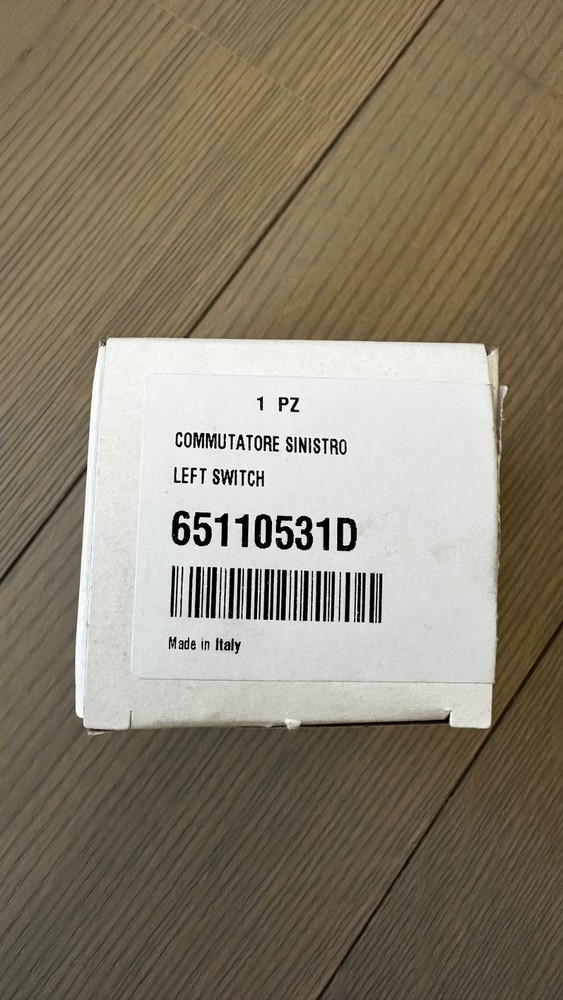 1 PZ
COMMUTATORE SINISTRO
LEFT SWITCH
65110531D
Made in Italy